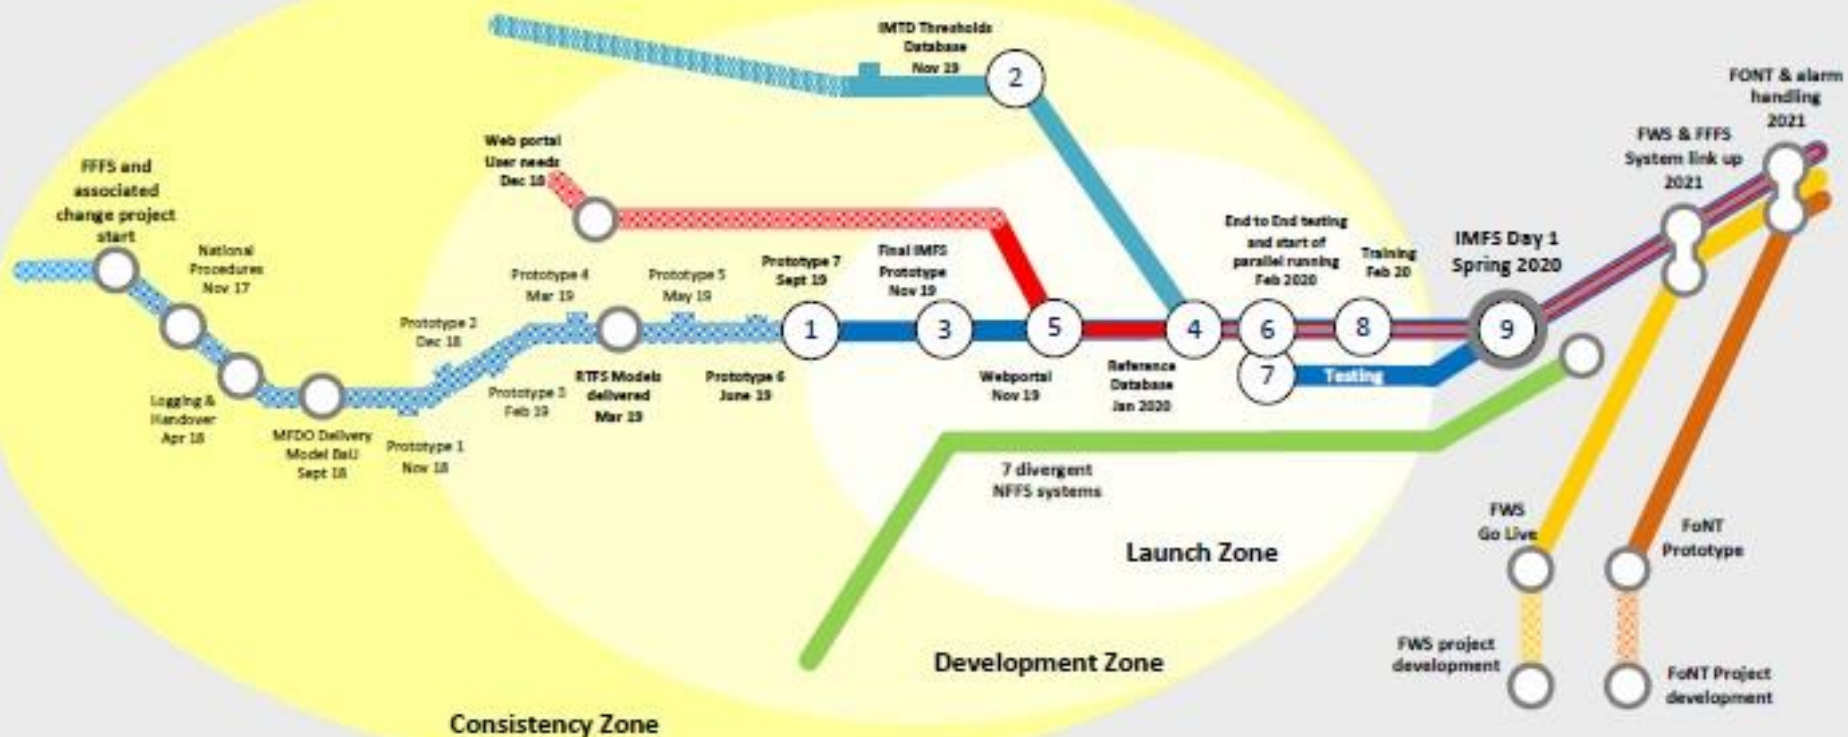 IMTD Thresholds
Database
Nov 19
2
FONT & alarm
handling
2021
FWS & FFFS
System link up
2021
Web portal
User needs
Dec 18
FFFS and
associated
change project
start
National
Procedures
Nov 17
Logging &
Handover
Apr 18
MFDO Delivery
Model BaU
Sept 18
Prototype 1
Nov 18
Prototype 2
Dec 18
Prototype 3
Feb 19
Prototype 4
Mar 19
RTFS Models
delivered
Mar 19
Prototype 5
May 19
Prototype 6
June 19
Prototype 7
Sept 19
1
Final IMFS
Prototype
Nov 19
3
5
Webportal
Nov 19
4
Reference
Database
Jan 2020
End to End testing
and start of
parallel running
Feb 2020
6
7
Testing
Training
Feb 20
8
IMFS Day 1
Spring 2020
9
7 divergent
NFFS systems
Launch Zone
Development Zone
Consistency Zone
FWS
Go Live
FoNT
Prototype
FWS project
development
FoNT Project
development